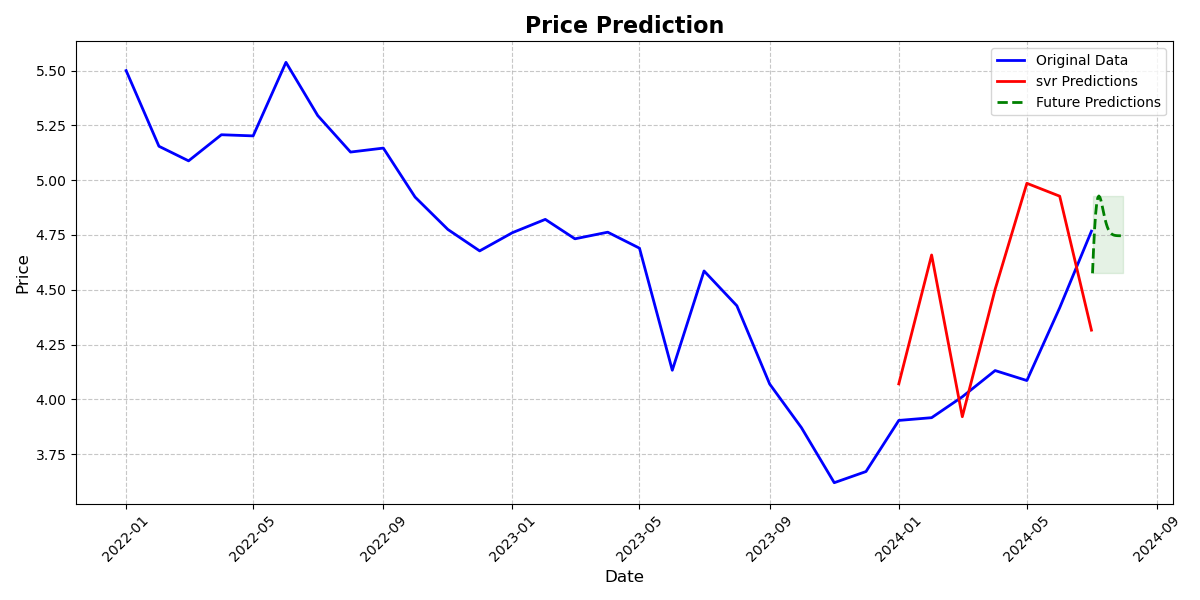 Price Prediction
Original Data
svr Predictions
Future Predictions
Price
5.50
5.25
5.00
4.75
4.50
4.25
4.00
3.75
2022-01
2022-05
2022-09
2023-01
2023-05
2023-09
2024-01
2024-05
2024-09
Date